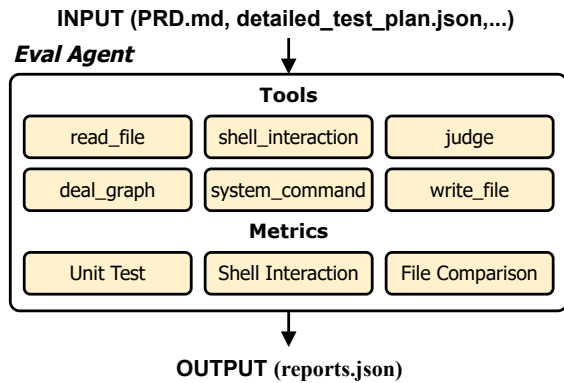 INPUT (PRD.md, detailed_test_plan.json,...)
Eval Agent
Tools
read_file shell_interaction judge
deal_graph system_command write_file
Metrics
Unit Test Shell Interaction File Comparison
OUTPUT (reports.json)